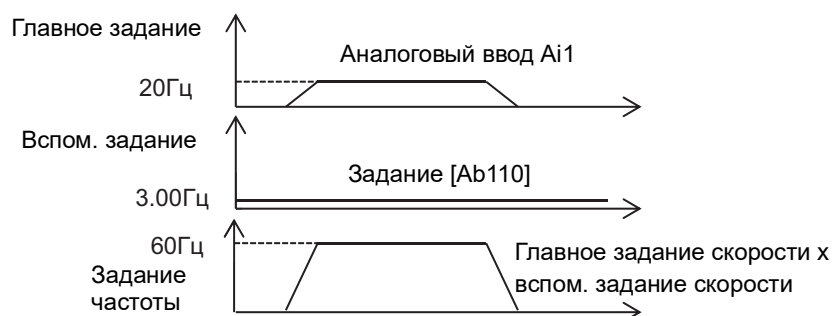 Главное задание
Аналоговый ввод Ai1
20Гц
Вспом. задание
Задание [Ab110]
3.00Гц
60Гц
Задание
частоты
Главное задание скорости x
вспом. задание скорости